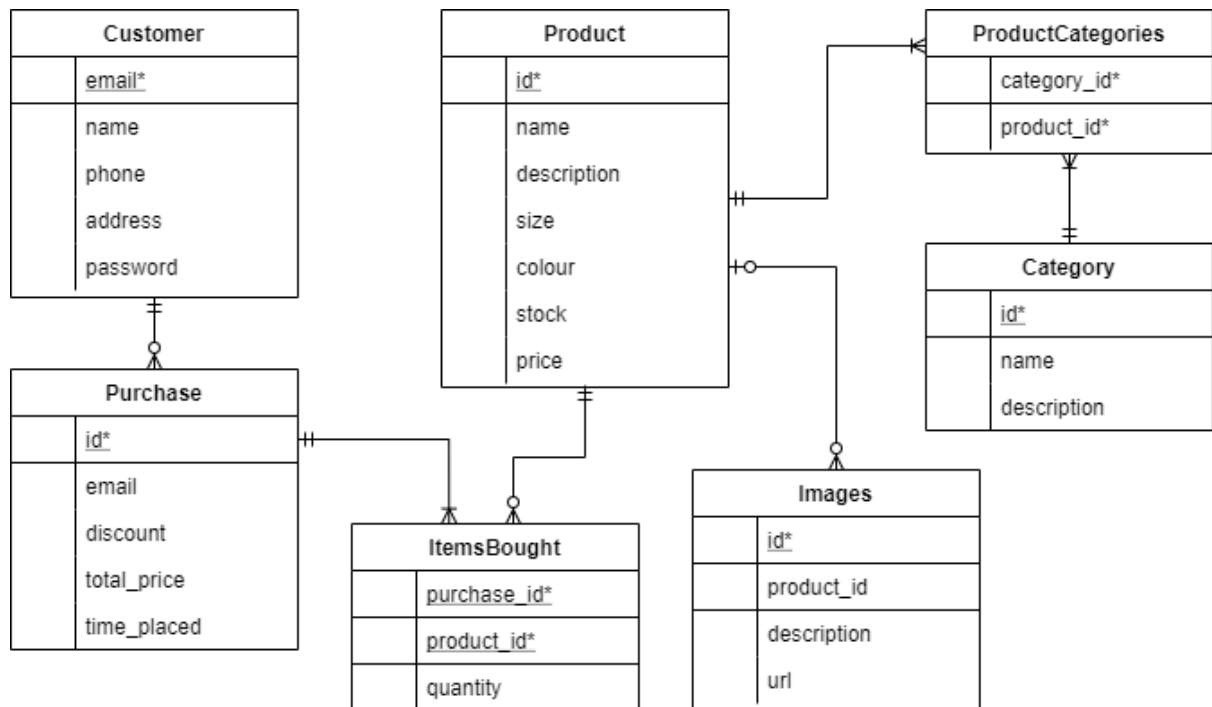 Customer
email*
name
phone
address
password
Product
id*
name
description
size
colour
stock
price
ProductCategories
category_id*
product_id*
Category
id*
name
description
Purchase
id*
email
discount
total_price
time_placed
ItemsBought
purchase_id*
product_id*
quantity
Images
id*
product_id
description
url